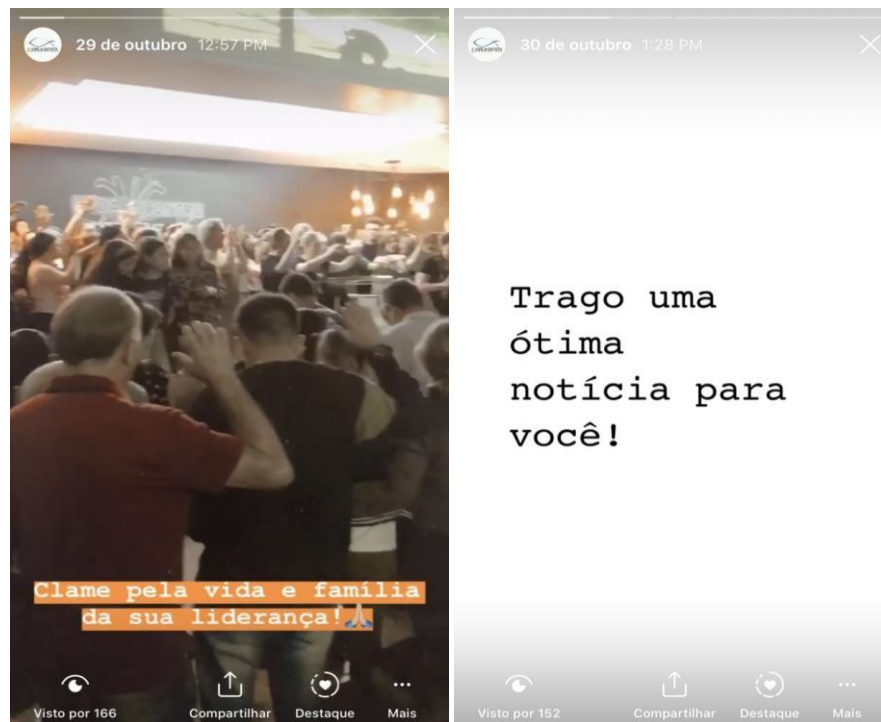 29 de outubro 12:57 PM
Clame pela vida e família
da sua liderança!🙏🏼
Visto por 166
Compartilhar
Destaque
Mais
30 de outubro 1:28 PM
Trago uma
ótima
notícia para
você!
Visto por 152
Compartilhar
Destaque
Mais